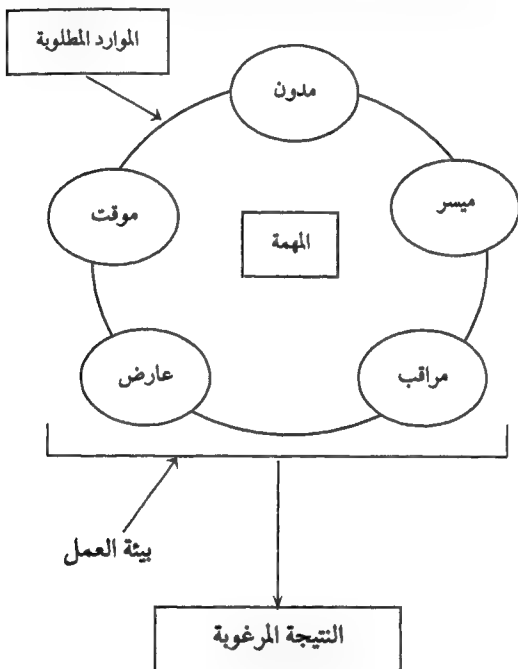 الموارد المطلوبة
مدون
موقت
ميسر
المهمة
عارض
مراقب
بيئة العمل
النتيجة المرغوبة